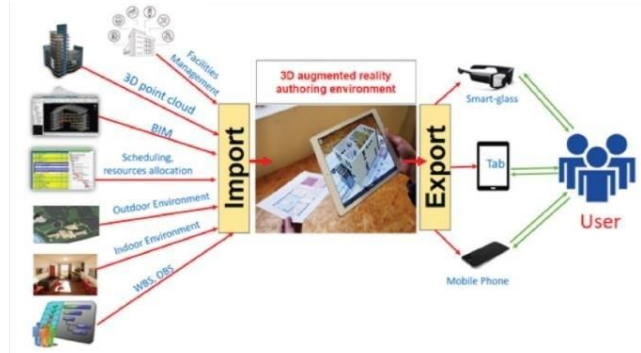 Facilities
Management
3D point cloud
BIM
Scheduling,
resources allocation
Outdoor Environment
Indoor Environment
WBS, OBS
Import
3D augmented reality
authoring environment
Export
Smart-glass
Tab
Mobile Phone
User